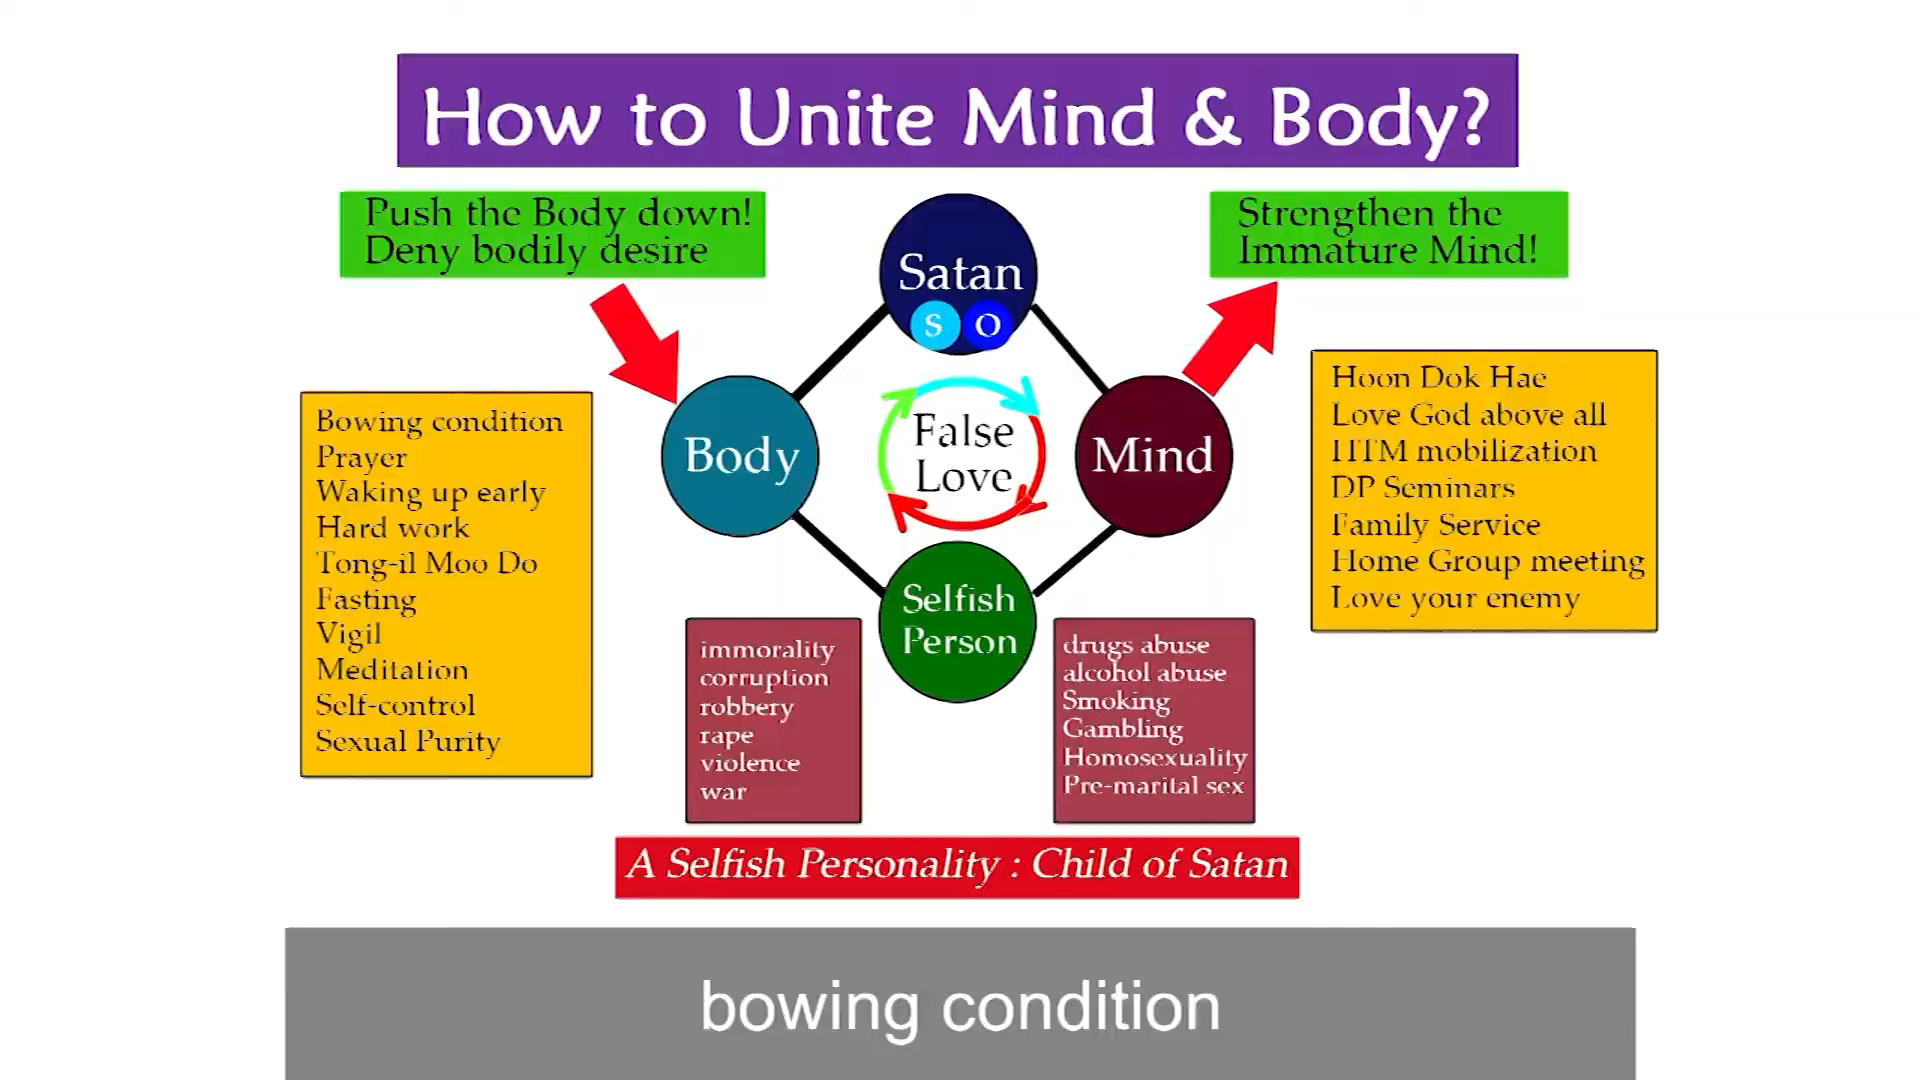 How to Unite Mind & Body?
Push the Body down!
Deny bodily desire
Strengthen the
Immature Mind!
Satan
S O
Body
False
Love
Mind
Selfish
Person
Bowing condition
Prayer
Waking up early
Hard work
Tong-il Moo Do
Fasting
Vigil
Meditation
Self-control
Sexual Purity
Hoon Dok Hae
Love God above all
HTM mobilization
DP Seminars
Family Service
Home Group meeting
Love your enemy
immorality
corruption
robbery
rape
violence
war
drugs abuse
alcohol abuse
Smoking
Gambling
Homosexuality
Pre-marital sex
A Selfish Personality : Child of Satan
bowing condition